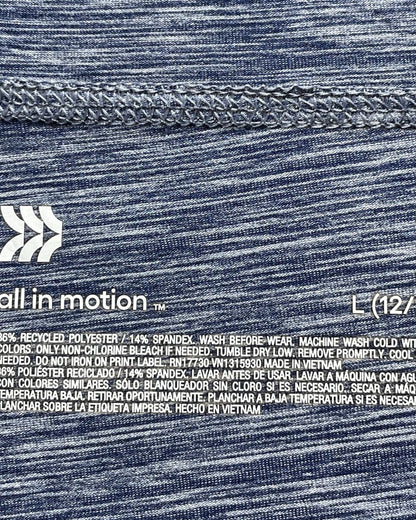 all in motion ™
L (12/
86% RECYCLED POLYESTER / 14% SPANDEX. WASH BEFORE WEAR. MACHINE WASH COLD WITH
COLORS. ONLY NON-CHLORINE BLEACH IF NEEDED. TUMBLE DRY LOW. REMOVE PROMPTLY. COOL
F NEEDED. DO NOT IRON ON PRINT LABEL. RN17730 VN1315930 MADE IN VIETNAM
86% POLIÉSTER RECICLADO / 14% SPANDEX. LAVAR ANTES DE USAR. LAVAR A MÁQUINA CON AGU
CON COLORES SIMILARES. SÓLO BLANQUEADOR SIN CLORO SI ES NECESARIO. SECAR A MÁQ
TEMPERATURA BAJA. RETIRAR OPORTUNAMENTE. PLANCHAR A BAJA TEMPERATURA SI ES NECESA
PLANCHAR SOBRE LA ETIQUETA IMPRESA. HECHO EN VIETNAM.